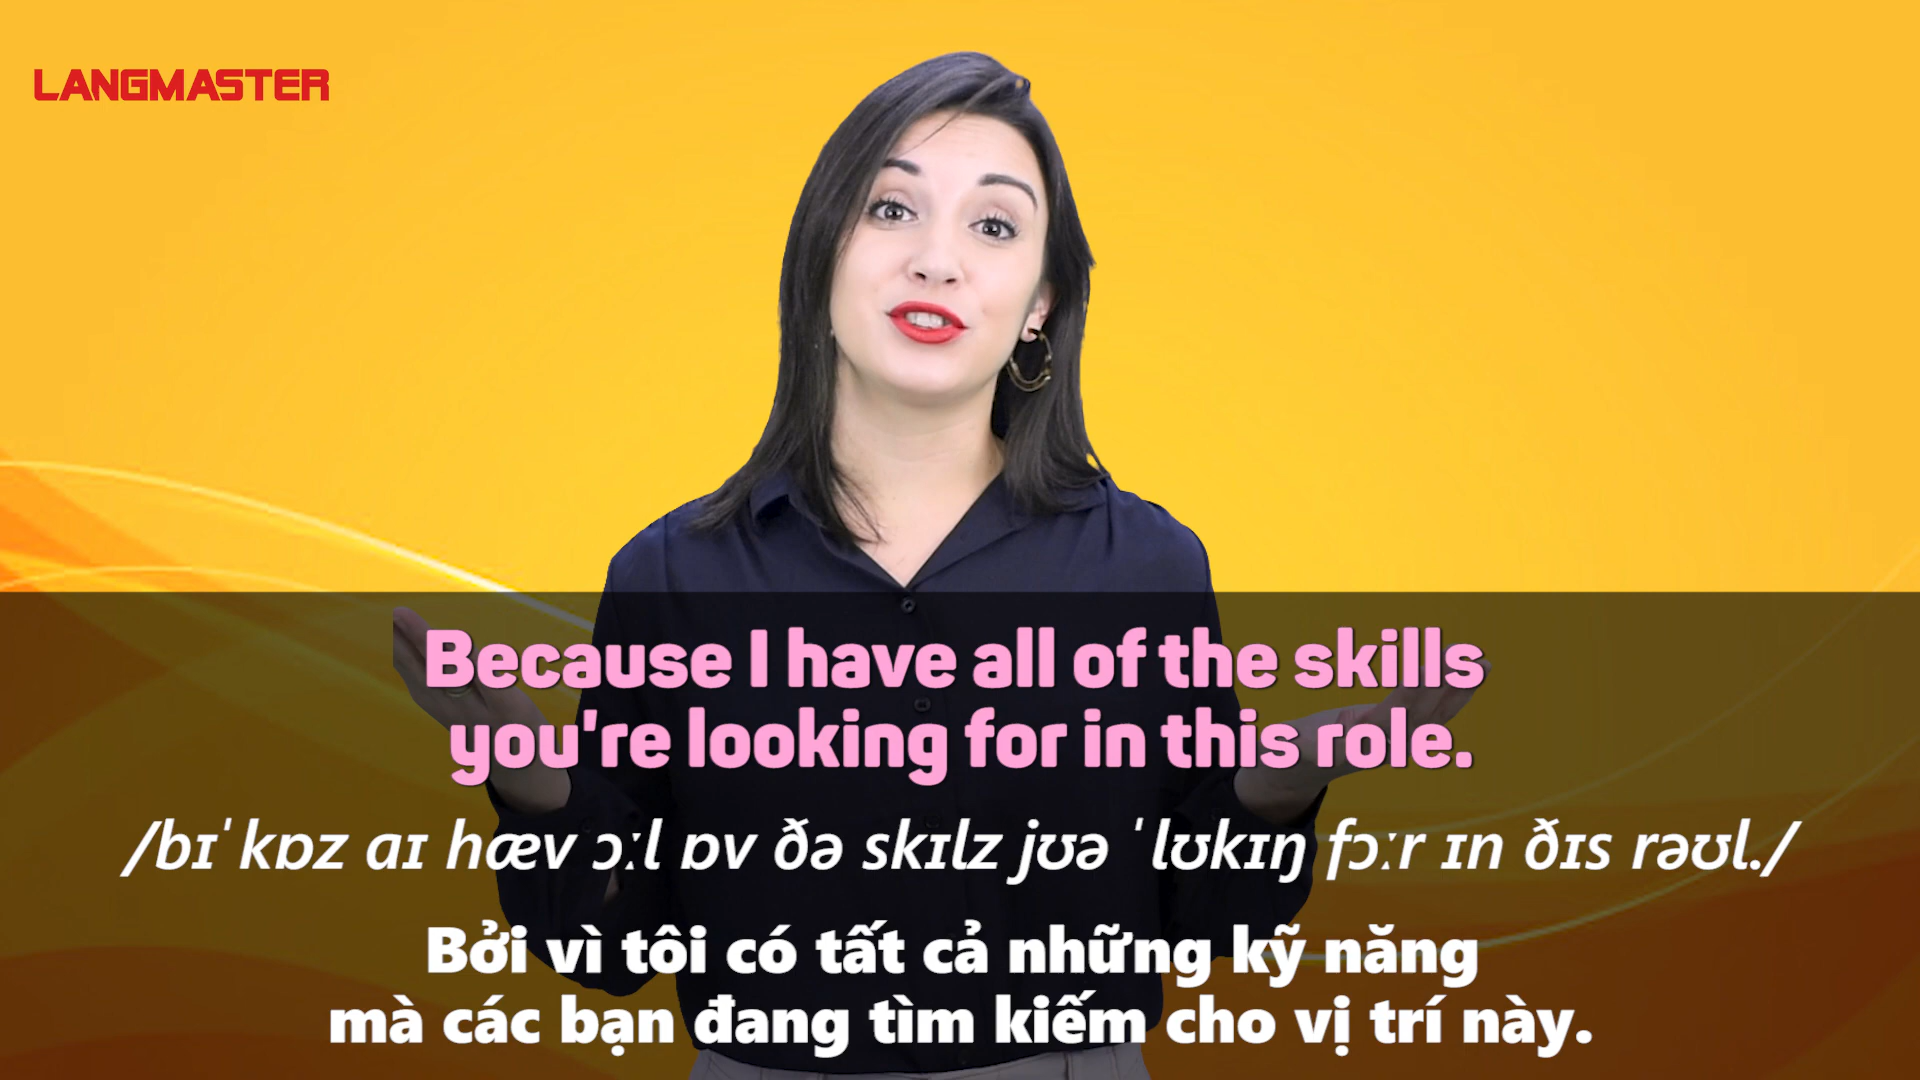 LANGMASTER
Because I have all of the skills
you're looking for in this role.
/bɪˈkɒz aɪ hæv ɔːl ɒv ðə skɪlz jʊə ˈlʊkɪŋ fɔːr ɪn ðɪs rəʊl./
Bởi vì tôi có tất cả những kỹ năng
mà các bạn đang tìm kiếm cho vị trí này.